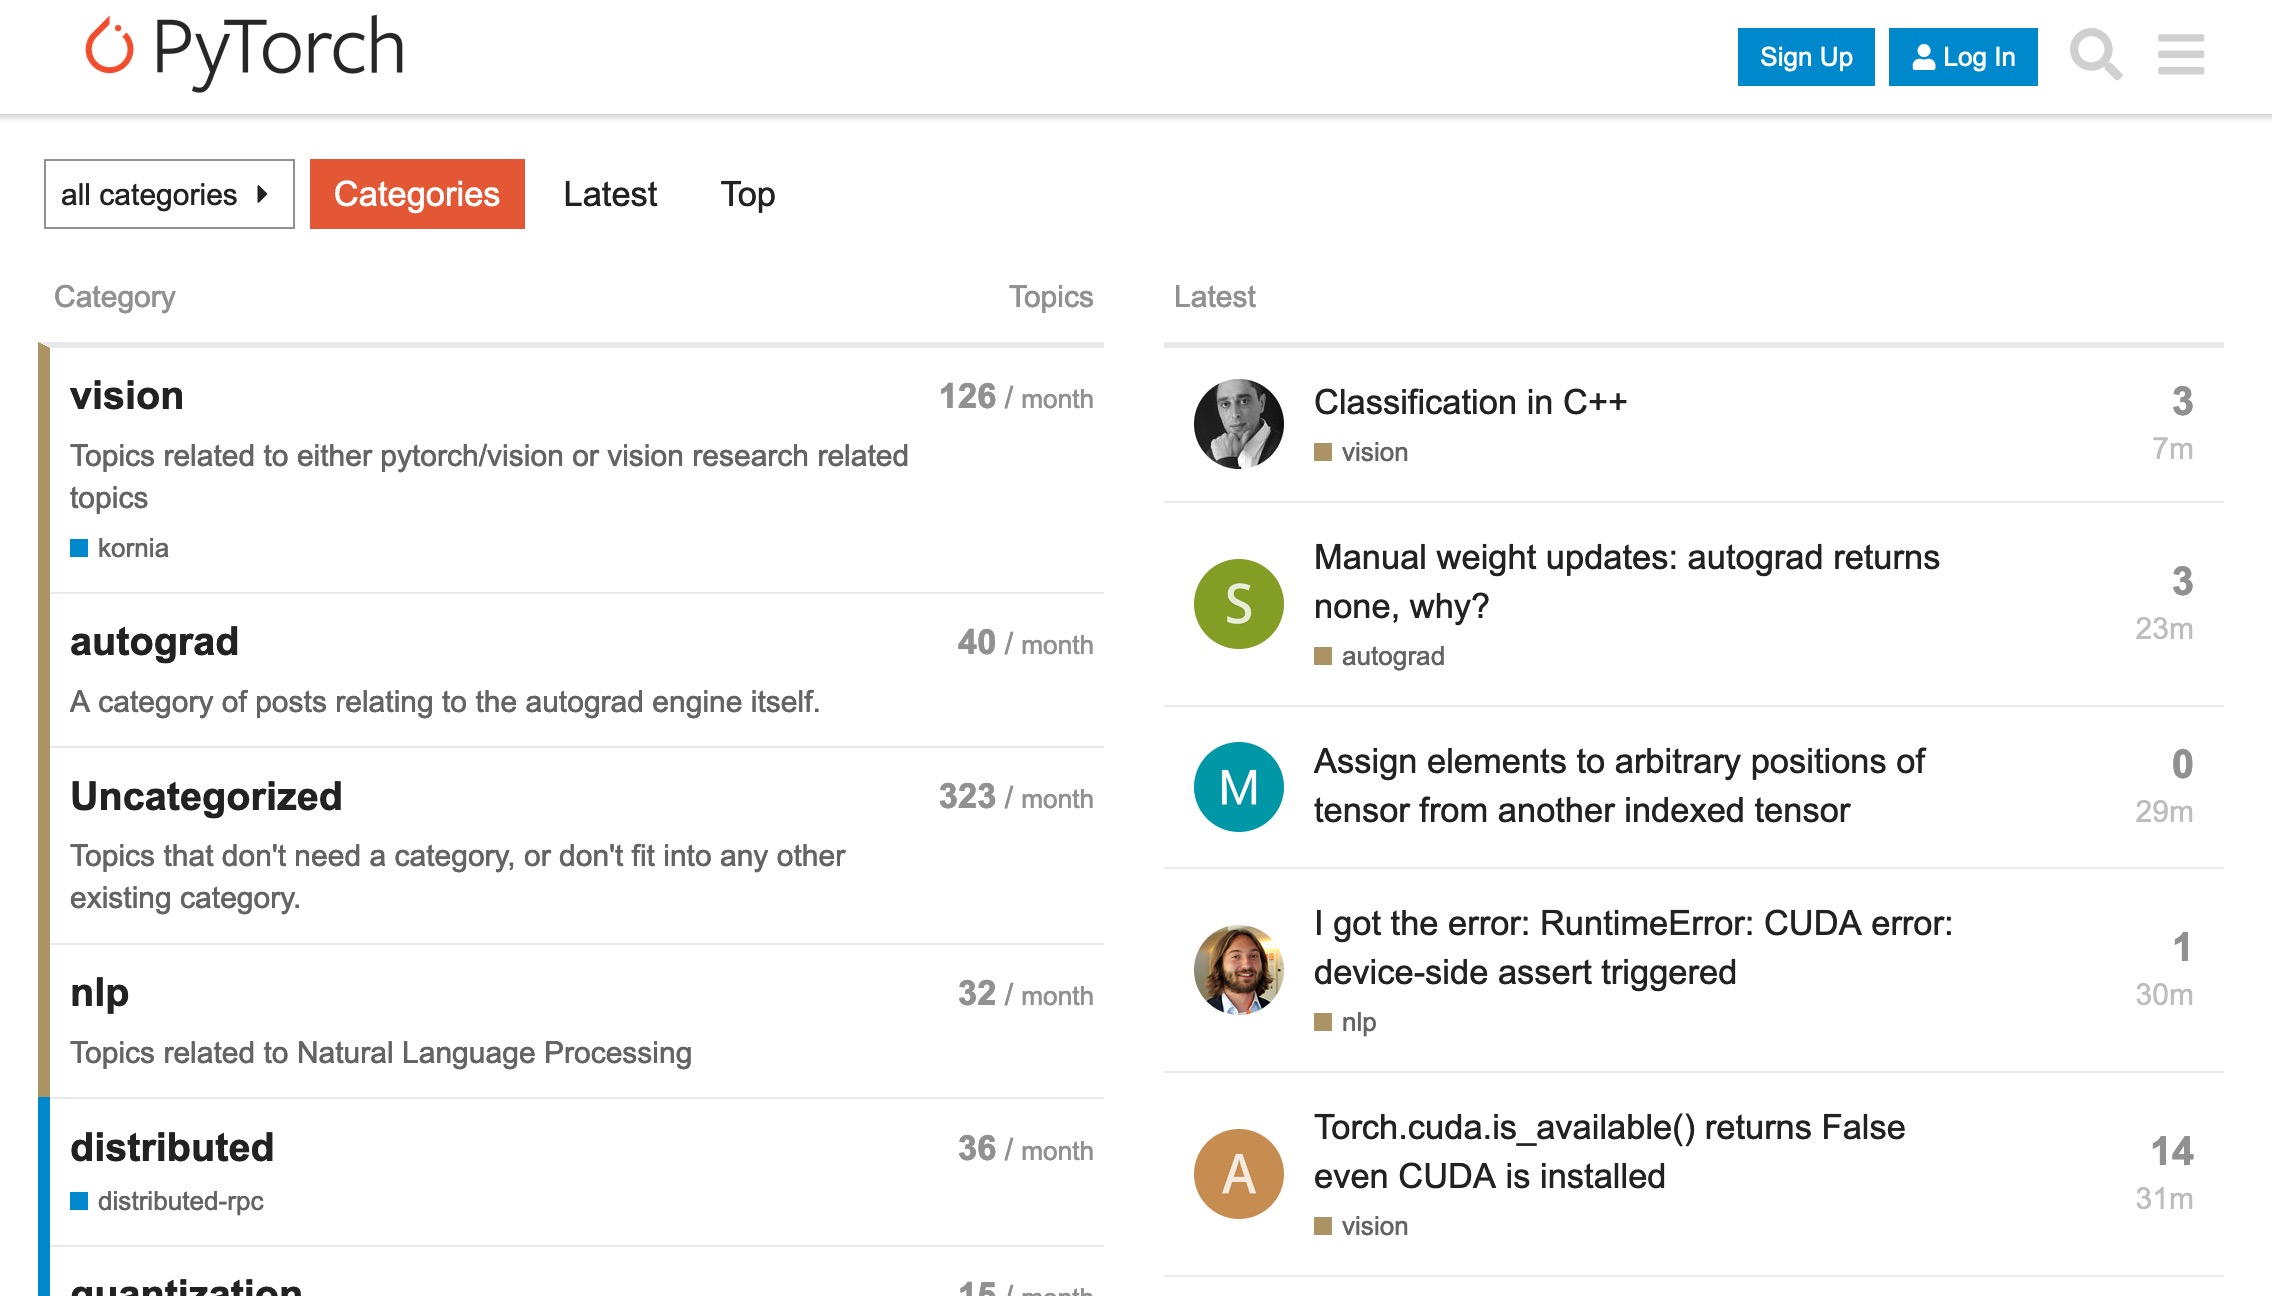 PyTorch
Sign Up
Log In
all categories
Categories
Latest
Top
Category
Topics
vision
126 / month
Topics related to either pytorch/vision or vision research related
topics
kornia
autograd
40 / month
A category of posts relating to the autograd engine itself.
Uncategorized
323 / month
Topics that don't need a category, or don't fit into any other
existing category.
nlp
32 / month
Topics related to Natural Language Processing
distributed
36 / month
distributed-rpc
quantization
15 / month
Latest
Classification in C++
3
vision
7m
S
Manual weight updates: autograd returns
none, why?
3
23m
autograd
M
Assign elements to arbitrary positions of
tensor from another indexed tensor
0
29m
I got the error: RuntimeError: CUDA error:
device-side assert triggered
1
30m
nlp
A
Torch.cuda.is_available() returns False
even CUDA is installed
14
31m
vision